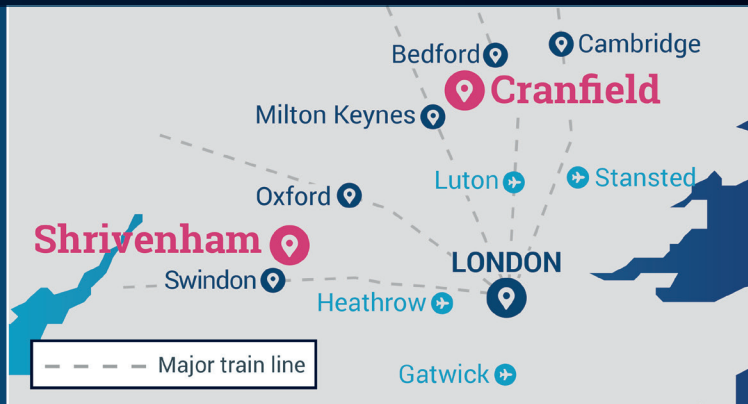 Bedford
Cambridge
Cranfield
Milton Keynes
Luton
Stansted
Oxford
Shrivenham
LONDON
Swindon
Heathrow
Major train line
Gatwick